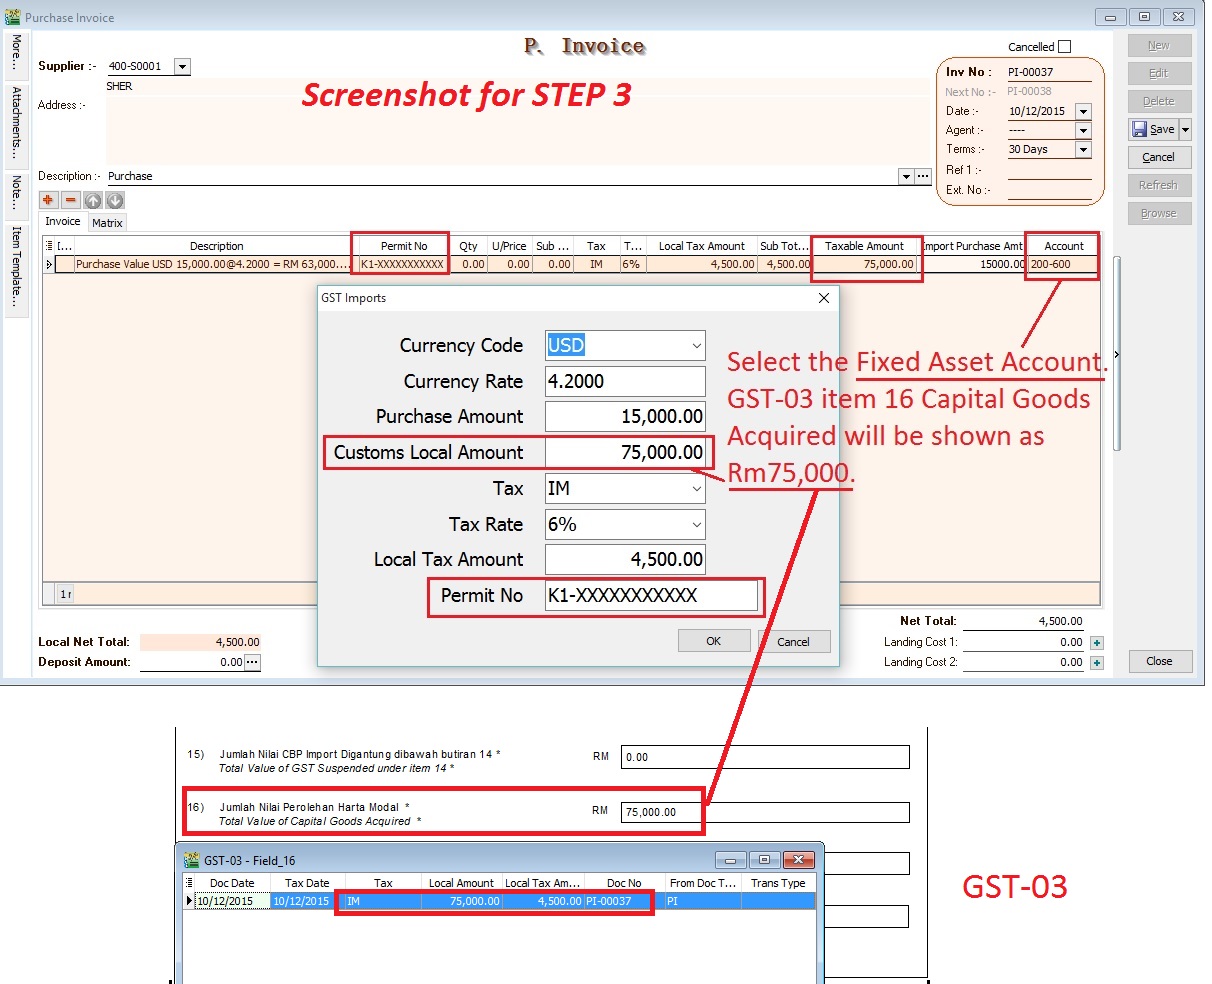 Purchase Invoice
P. Invoice
Cancelled
More...
Attachments...
Note...
Item Template...
Supplier :- 400-S0001
SHER
Address :-
Screenshot for STEP 3
Inv No : PI-00037
Next No :- PI-00038
Date :- 10/12/2015
Agent :- ----
Terms :- 30 Days
Ref 1 :-
Ext. No :-
New
Edit
Delete
Save
Cancel
Refresh
Browse
Description :- Purchase
Invoice Matrix
I... Description Permit No Qty U/Price Sub ... Tax T... Local Tax Amount Sub Tot... Taxable Amount Import Purchase Amt Account
Purchase Value USD 15,000.00@4.2000 = RM 63,000.... K1-XXXXXXXXXXX 0.00 0.00 0.00 IM 6% 4,500.00 4,500.00 75,000.00 15000.00 200-600
GST Imports
Currency Code USD
Currency Rate 4.2000
Purchase Amount 15,000.00
Customs Local Amount 75,000.00
Tax IM
Tax Rate 6%
Local Tax Amount 4,500.00
Permit No K1-XXXXXXXXXXX
OK Cancel
Select the Fixed Asset Account.
GST-03 item 16 Capital Goods
Acquired will be shown as
Rm75,000.
1 r
Local Net Total: 4,500.00
Deposit Amount: 0.00
Net Total: 4,500.00
Landing Cost 1: 0.00
Landing Cost 2: 0.00
Close
15) Jumlah Nilai CBP Import Digantung dibawah butiran 14 * RM 0.00
Total Value of GST Suspended under item 14 *
16) Jumlah Nilai Perolehan Harta Modal * RM 75,000.00
Total Value of Capital Goods Acquired *
GST-03 - Field_16
Doc Date Tax Date Tax Local Amount Local Tax Am... Doc No From Doc T... Trans Type
10/12/2015 10/12/2015 IM 75,000.00 4,500.00 PI-00037 PI
GST-03